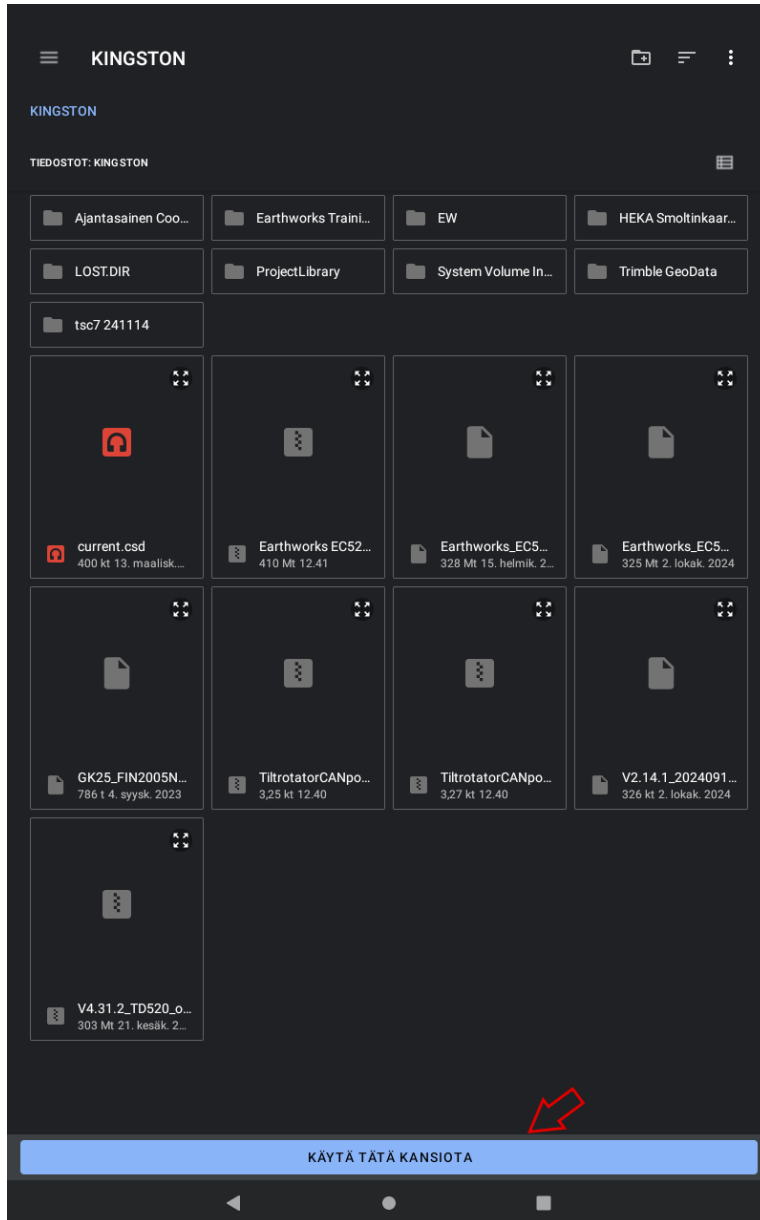 KINGSTON
KINGSTON
TIEDOSTOT: KINGSTON
Ajantasainen Coo...
Earthworks Traini...
EW
HEKA Smoltinkaar...
LOST.DIR
ProjectLibrary
System Volume In...
Trimble GeoData
tsc7 241114
current.csd
400 kt 13. maalisk....
Earthworks EC52...
410 Mt 12.41
Earthworks_EC5...
328 Mt 15. helmik. 2...
Earthworks_EC5...
325 Mt 2. lokak. 2024
GK25_FIN2005N...
786 t 4. syysk. 2023
TiltrotatorCANpo...
3,25 kt 12.40
TiltrotatorCANpo...
3,27 kt 12.40
V2.14.1_2024091...
326 kt 2. lokak. 2024
V4.31.2_TD520_o...
303 Mt 21. kesäk. 2...
KÄYTÄ TÄTÄ KANSIOTA